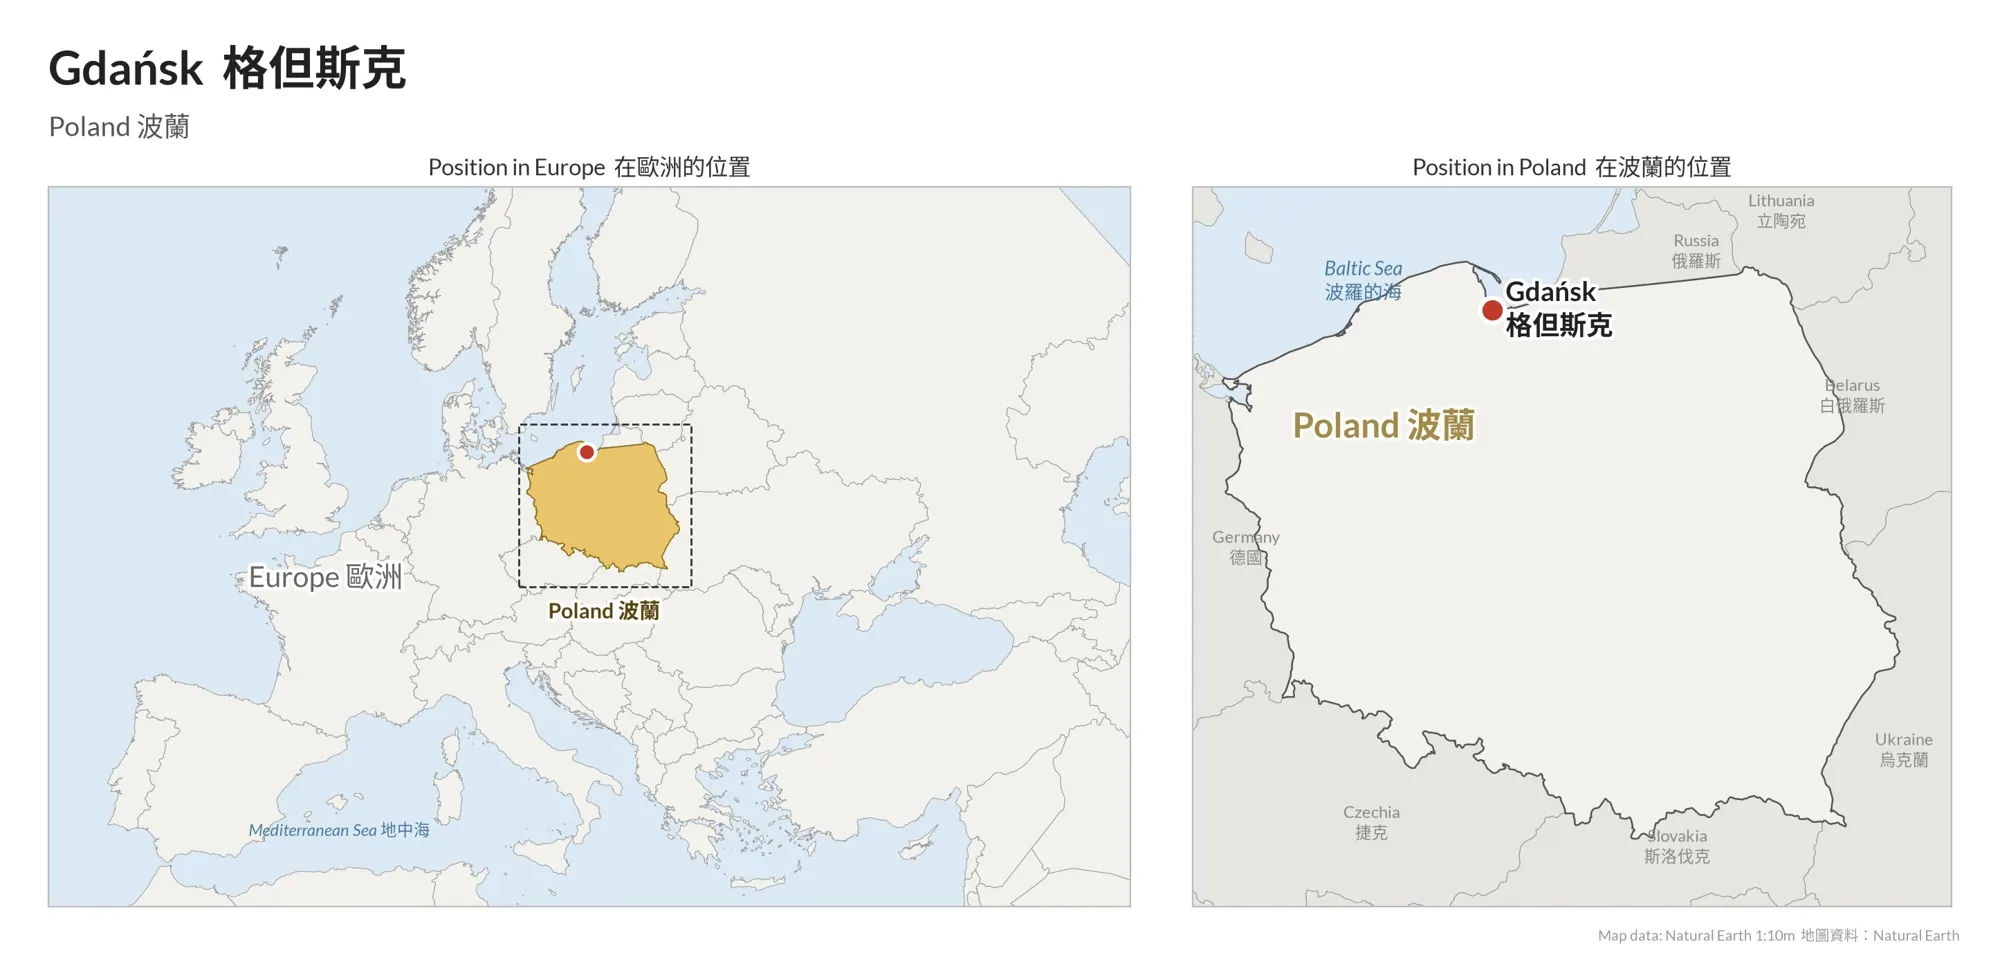 Gdańsk 格但斯克
Poland 波蘭
Position in Europe 在歐洲的位置
Europe 歐洲
Poland 波蘭
Mediterranean Sea 地中海
Position in Poland 在波蘭的位置
Lithuania
立陶宛
Russia
俄羅斯
Baltic Sea
波羅的海
Gdańsk
格但斯克
Belarus
白俄羅斯
Poland 波蘭
Germany
德國
Ukraine
烏克蘭
Czechia
捷克
Slovakia
斯洛伐克
Map data: Natural Earth 1:10m 地圖資料：Natural Earth